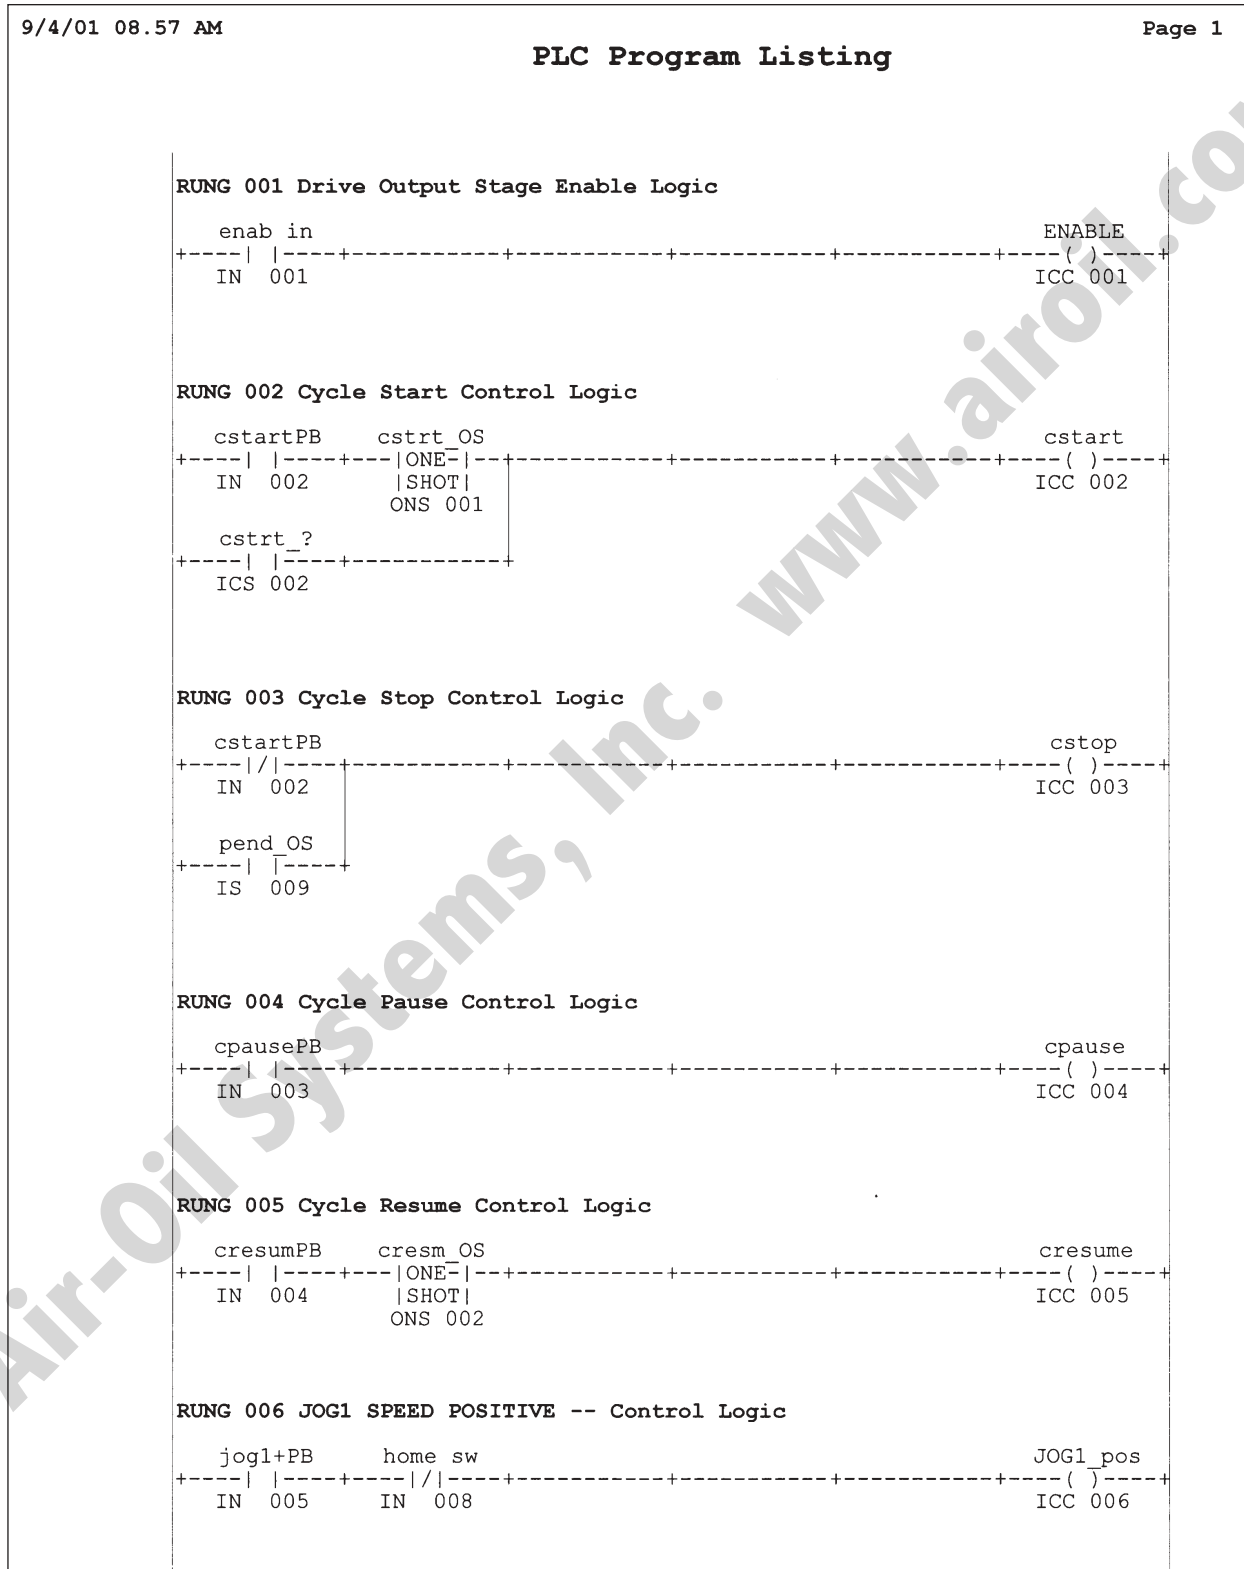 9/4/01 08.57 AM Page 1
PLC Program Listing
RUNG 001 Drive Output Stage Enable Logic
enab in ENABLE
+----| |----+-----------+-----------+-----------+-----------+----( )----+
IN 001 ICC 001
RUNG 002 Cycle Start Control Logic
cstartPB cstrt_OS cstart
+----| |----+---|ONE-|--+-----------+-----------+-----------+----( )----+
IN 002 |SHOT| ICC 002
ONS 001
cstrt_?
+----| |----+-----------+
ICS 002
RUNG 003 Cycle Stop Control Logic
cstartPB cstop
+----|/|----+-----------+-----------+-----------+-----------+----( )----+
IN 002 ICC 003
pend_OS
+----| |----+
IS 009
RUNG 004 Cycle Pause Control Logic
cpausePB cpause
+----| |----+-----------+-----------+-----------+-----------+----( )----+
IN 003 ICC 004
RUNG 005 Cycle Resume Control Logic
cresumPB cresm_OS cresume
+----| |----+---|ONE-|--+-----------+-----------+-----------+----( )----+
IN 004 |SHOT| ICC 005
ONS 002
RUNG 006 JOG1 SPEED POSITIVE -- Control Logic
jog1+PB home sw JOG1_pos
+----| |----+----|/|----+-----------+-----------+-----------+----( )----+
IN 005 IN 008 ICC 006
Air-Oil Systems, Inc. www.airoil.com